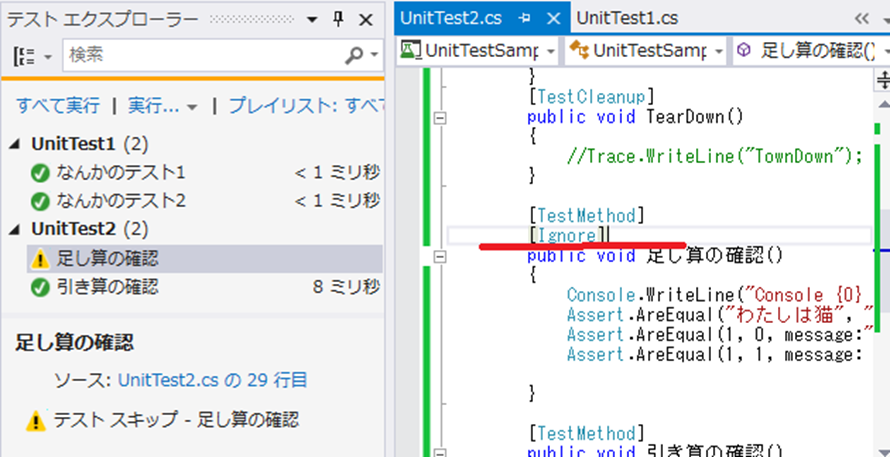 テスト エクスプローラー
検索
すべて実行 | 実行... | プレイリスト: すべて
UnitTest1 (2)
なんかのテスト1 < 1 ミリ秒
なんかのテスト2 < 1 ミリ秒
UnitTest2 (2)
足し算の確認
引き算の確認 8 ミリ秒
足し算の確認
ソース: UnitTest2.cs の 29 行目
テスト スキップ - 足し算の確認
UnitTest2.cs UnitTest1.cs
UnitTestSamp UnitTestSamp 足し算の確認()
}
[TestCleanup]
public void TearDown()
{
//Trace.WriteLine("TownDown");
}
[TestMethod]
[Ignore]
public void 足し算の確認()
{
Console.WriteLine("Console {0}
Assert.AreEqual("わたしは猫", "
Assert.AreEqual(1, 0, message:"
Assert.AreEqual(1, 1, message:
}
[TestMethod]
public void 引き算の確認()